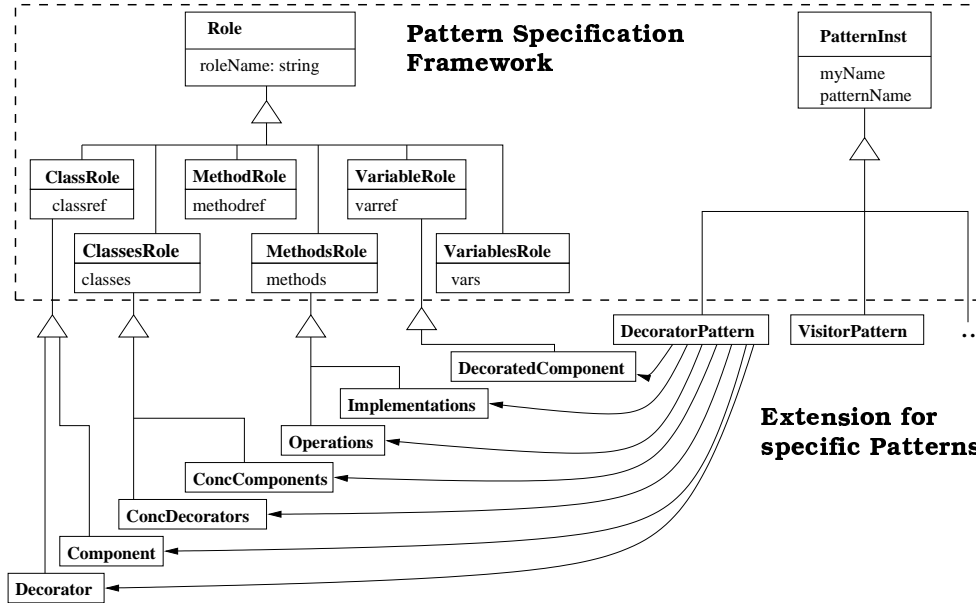 Role
roleName: string
Pattern Specification
Framework
PatternInst
myName
patternName
ClassRole
classref
MethodRole
methodref
VariableRole
varref
ClassesRole
classes
MethodsRole
methods
VariablesRole
vars
DecoratorPattern
VisitorPattern
..
DecoratedComponent
Implementations
Operations
Extension for
specific Patterns
ConcComponents
ConcDecorators
Component
Decorator